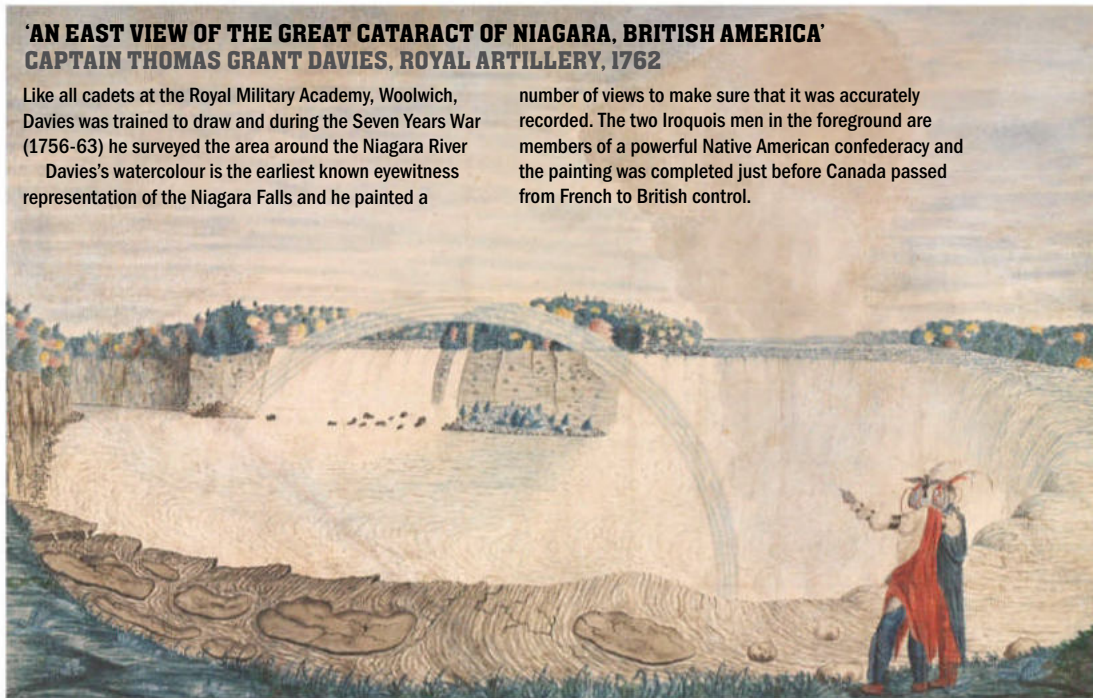 ‘AN EAST VIEW OF THE GREAT CATARACT OF NIAGARA, BRITISH AMERICA’
CAPTAIN THOMAS GRANT DAVIES, ROYAL ARTILLERY, 1762
Like all cadets at the Royal Military Academy, Woolwich,
Davies was trained to draw and during the Seven Years War
(1756-63) he surveyed the area around the Niagara River
Davies’s watercolour is the earliest known eyewitness
representation of the Niagara Falls and he painted a
number of views to make sure that it was accurately
recorded. The two Iroquois men in the foreground are
members of a powerful Native American confederacy and
the painting was completed just before Canada passed
from French to British control.